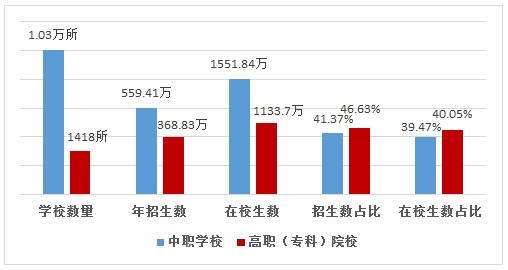 1.03万所
1418所
559.41万
368.83万
1551.84万
1133.7万
41.37%
46.63%
39.47%
40.05%
学校数量
年招生数
在校生数
招生数占比
在校生数占比
中职学校
高职（专科）院校